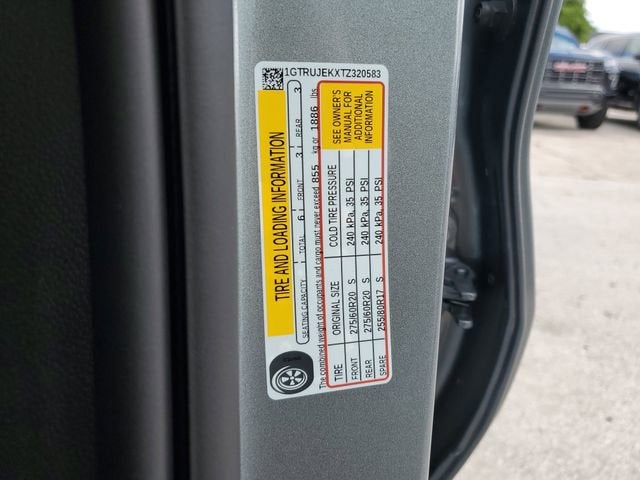 1GTRUJEKXTZ320583
TIRE AND LOADING INFORMATION
SEATING CAPACITY TOTAL 6 FRONT 3 REAR 3
The combined weight of occupants and cargo must never exceed 855 kg or 1886 lbs
TIRE ORIGINAL SIZE COLD TIRE PRESSURE
FRONT 275/60R20 S 240 kPa, 35 PSI
REAR 275/60R20 S 240 kPa, 35 PSI
SPARE 255/80R17 S 240 kPa, 35 PSI
SEE OWNER'S
MANUAL FOR
ADDITIONAL
INFORMATION